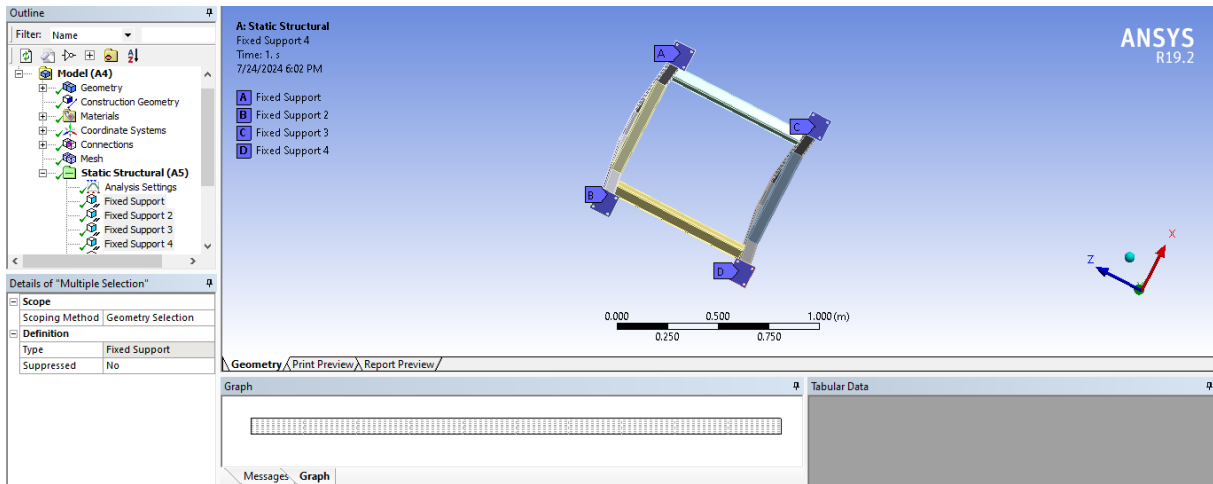 Outline
Filter: Name
Model (A4)
Geometry
Construction Geometry
Materials
Coordinate Systems
Connections
Mesh
Static Structural (A5)
Analysis Settings
Fixed Support
Fixed Support 2
Fixed Support 3
Fixed Support 4
Details of "Multiple Selection"
Scope
Scoping Method Geometry Selection
Definition
Type Fixed Support
Suppressed No
A: Static Structural
Fixed Support 4
Time: 1. s
7/24/2024 6:02 PM
A Fixed Support
B Fixed Support 2
C Fixed Support 3
D Fixed Support 4
ANSYS
R19.2
A
C
B
D
X
Z
0.000 0.500 1.000 (m)
0.250 0.750
Geometry Print Preview Report Preview
Graph
Tabular Data
Messages Graph